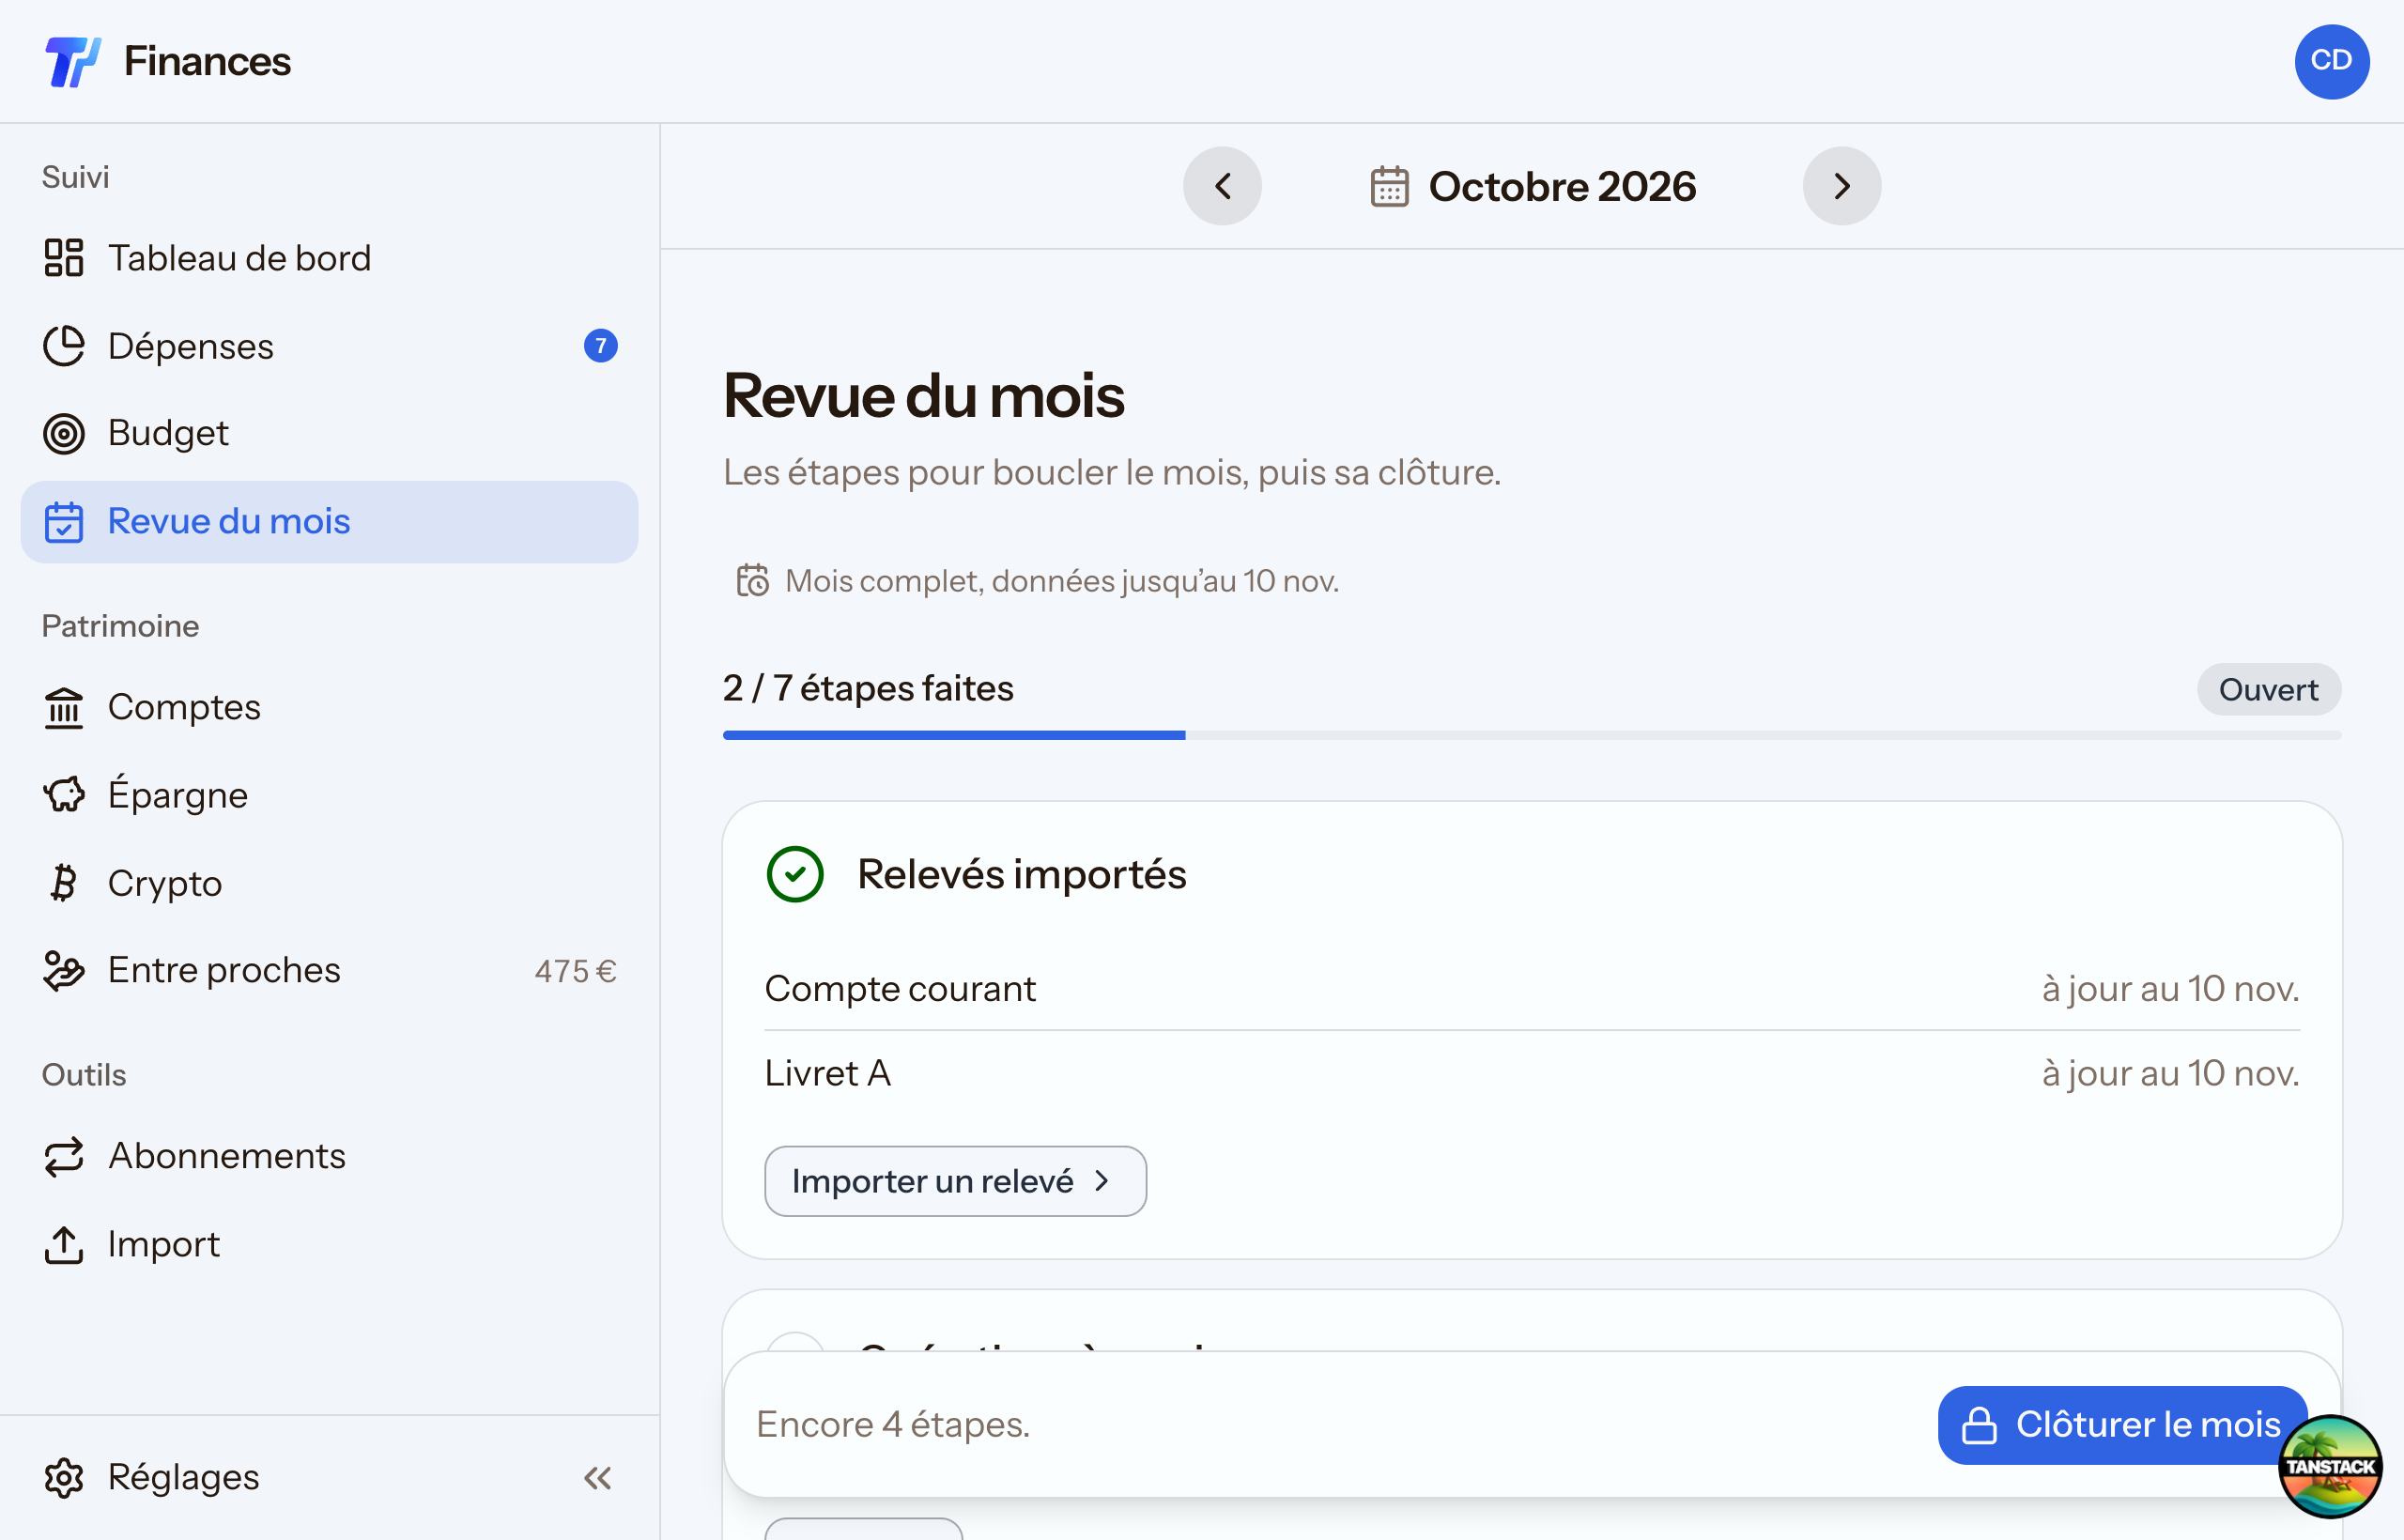 Finances
CD
Suivi
Tableau de bord
Dépenses
7
Budget
Revue du mois
Patrimoine
Comptes
Épargne
Crypto
Entre proches
475 €
Outils
Abonnements
Import
Réglages
Octobre 2026
Revue du mois
Les étapes pour boucler le mois, puis sa clôture.
Mois complet, données jusqu’au 10 nov.
2 / 7 étapes faites
Ouvert
Relevés importés
Compte courant
à jour au 10 nov.
Livret A
à jour au 10 nov.
Importer un relevé
Encore 4 étapes.
Clôturer le mois
TANSTACK